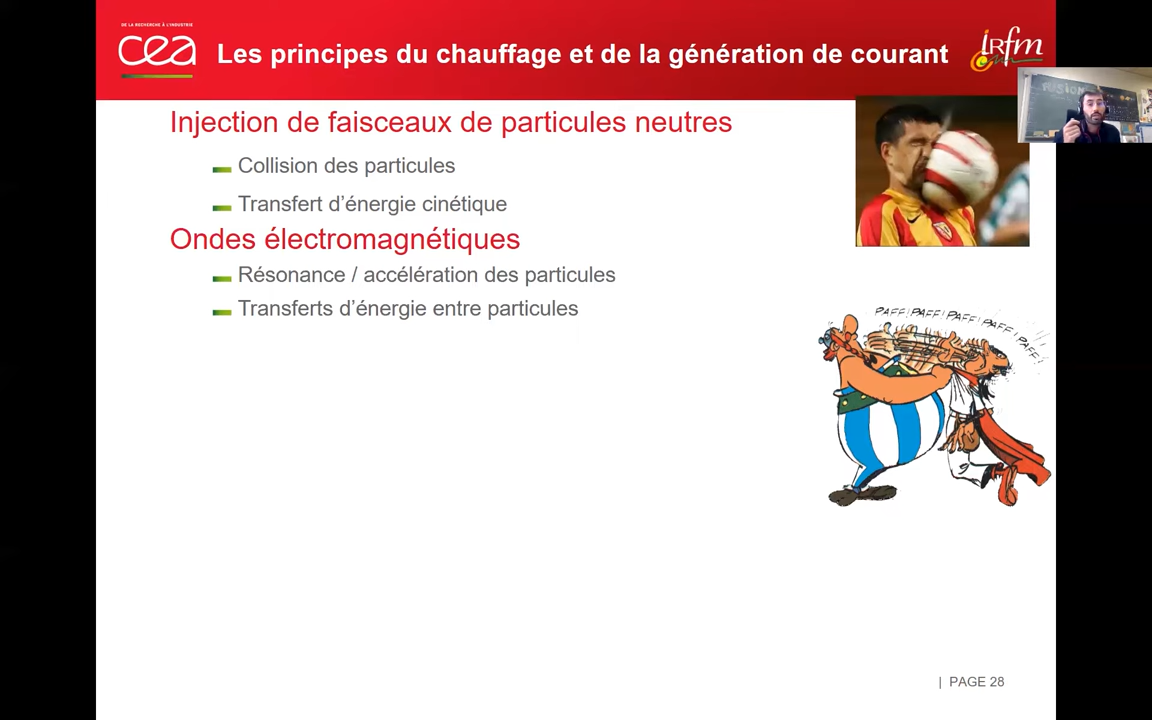 DE LA RECHERCHE À L'INDUSTRIE
cea
Les principes du chauffage et de la génération de courant
irfm
Injection de faisceaux de particules neutres
Collision des particules
Transfert d'énergie cinétique
Ondes électromagnétiques
Résonance / accélération des particules
Transferts d'énergie entre particules
PAFF! PAFF! PAFF! PAFF! PAFF!
| PAGE 28